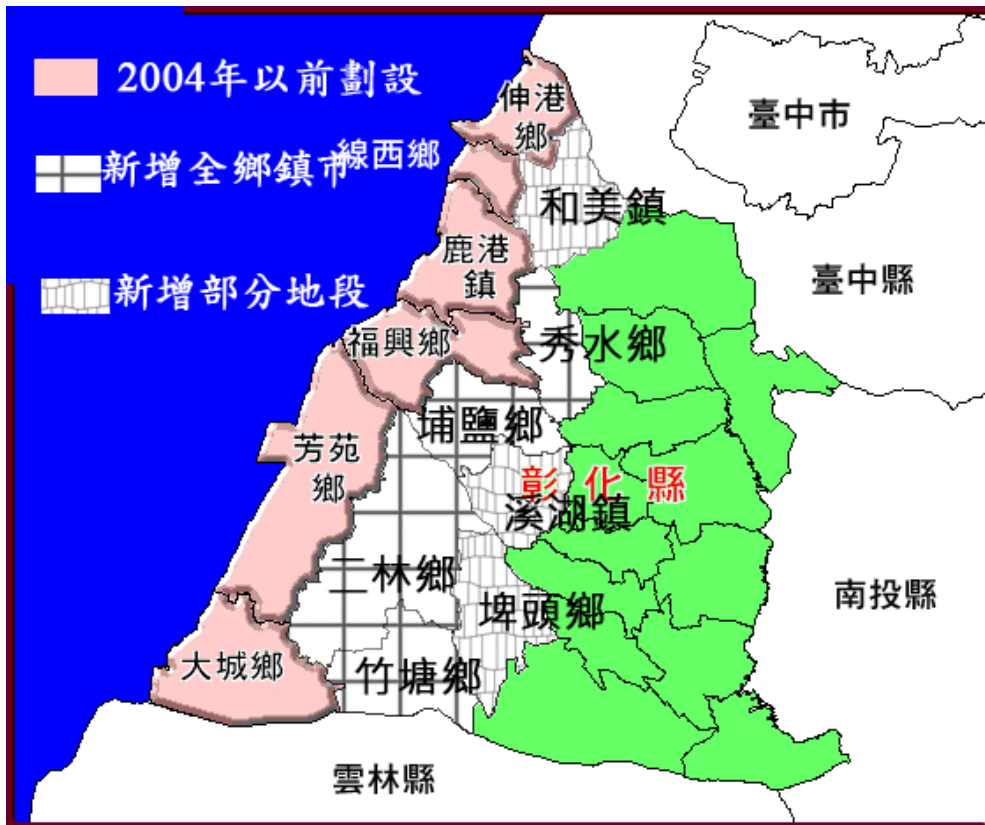 2004年以前劃設
新增全鄉鎮市
新增部分地段
伸港
鄉
線西鄉
和美鎮
臺中市
鹿港
鎮
臺中縣
福興鄉
秀水鄉
埔鹽鄉
芳苑
鄉
彰化縣
溪湖鎮
二林鄉
埤頭鄉
南投縣
大城鄉
竹塘鄉
雲林縣